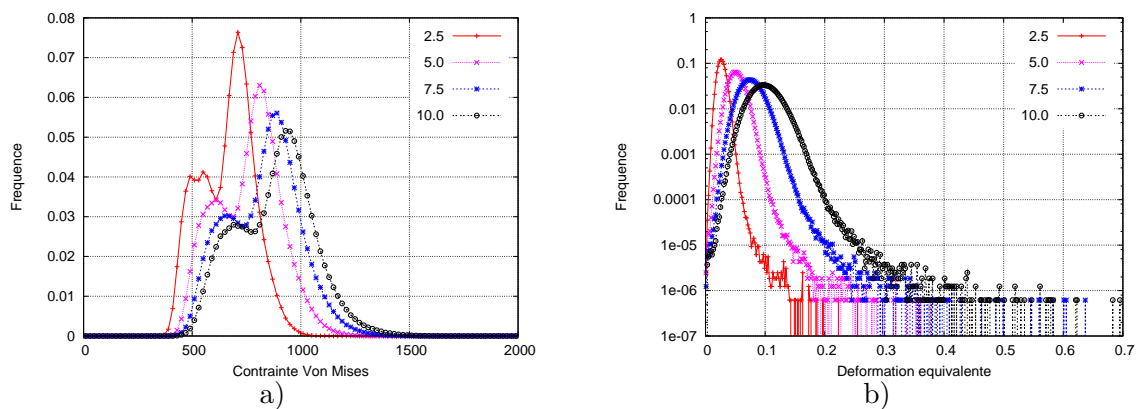 0.08
0.07
0.06
0.05
0.04
0.03
0.02
0.01
0
Frequence
0 500 1000 1500 2000
Contrainte Von Mises
2.5
5.0
7.5
10.0
a)
1
0.1
0.01
0.001
0.0001
1e-05
1e-06
1e-07
Frequence
0 0.1 0.2 0.3 0.4 0.5 0.6 0.7
Deformation equivalente
2.5
5.0
7.5
10.0
b)